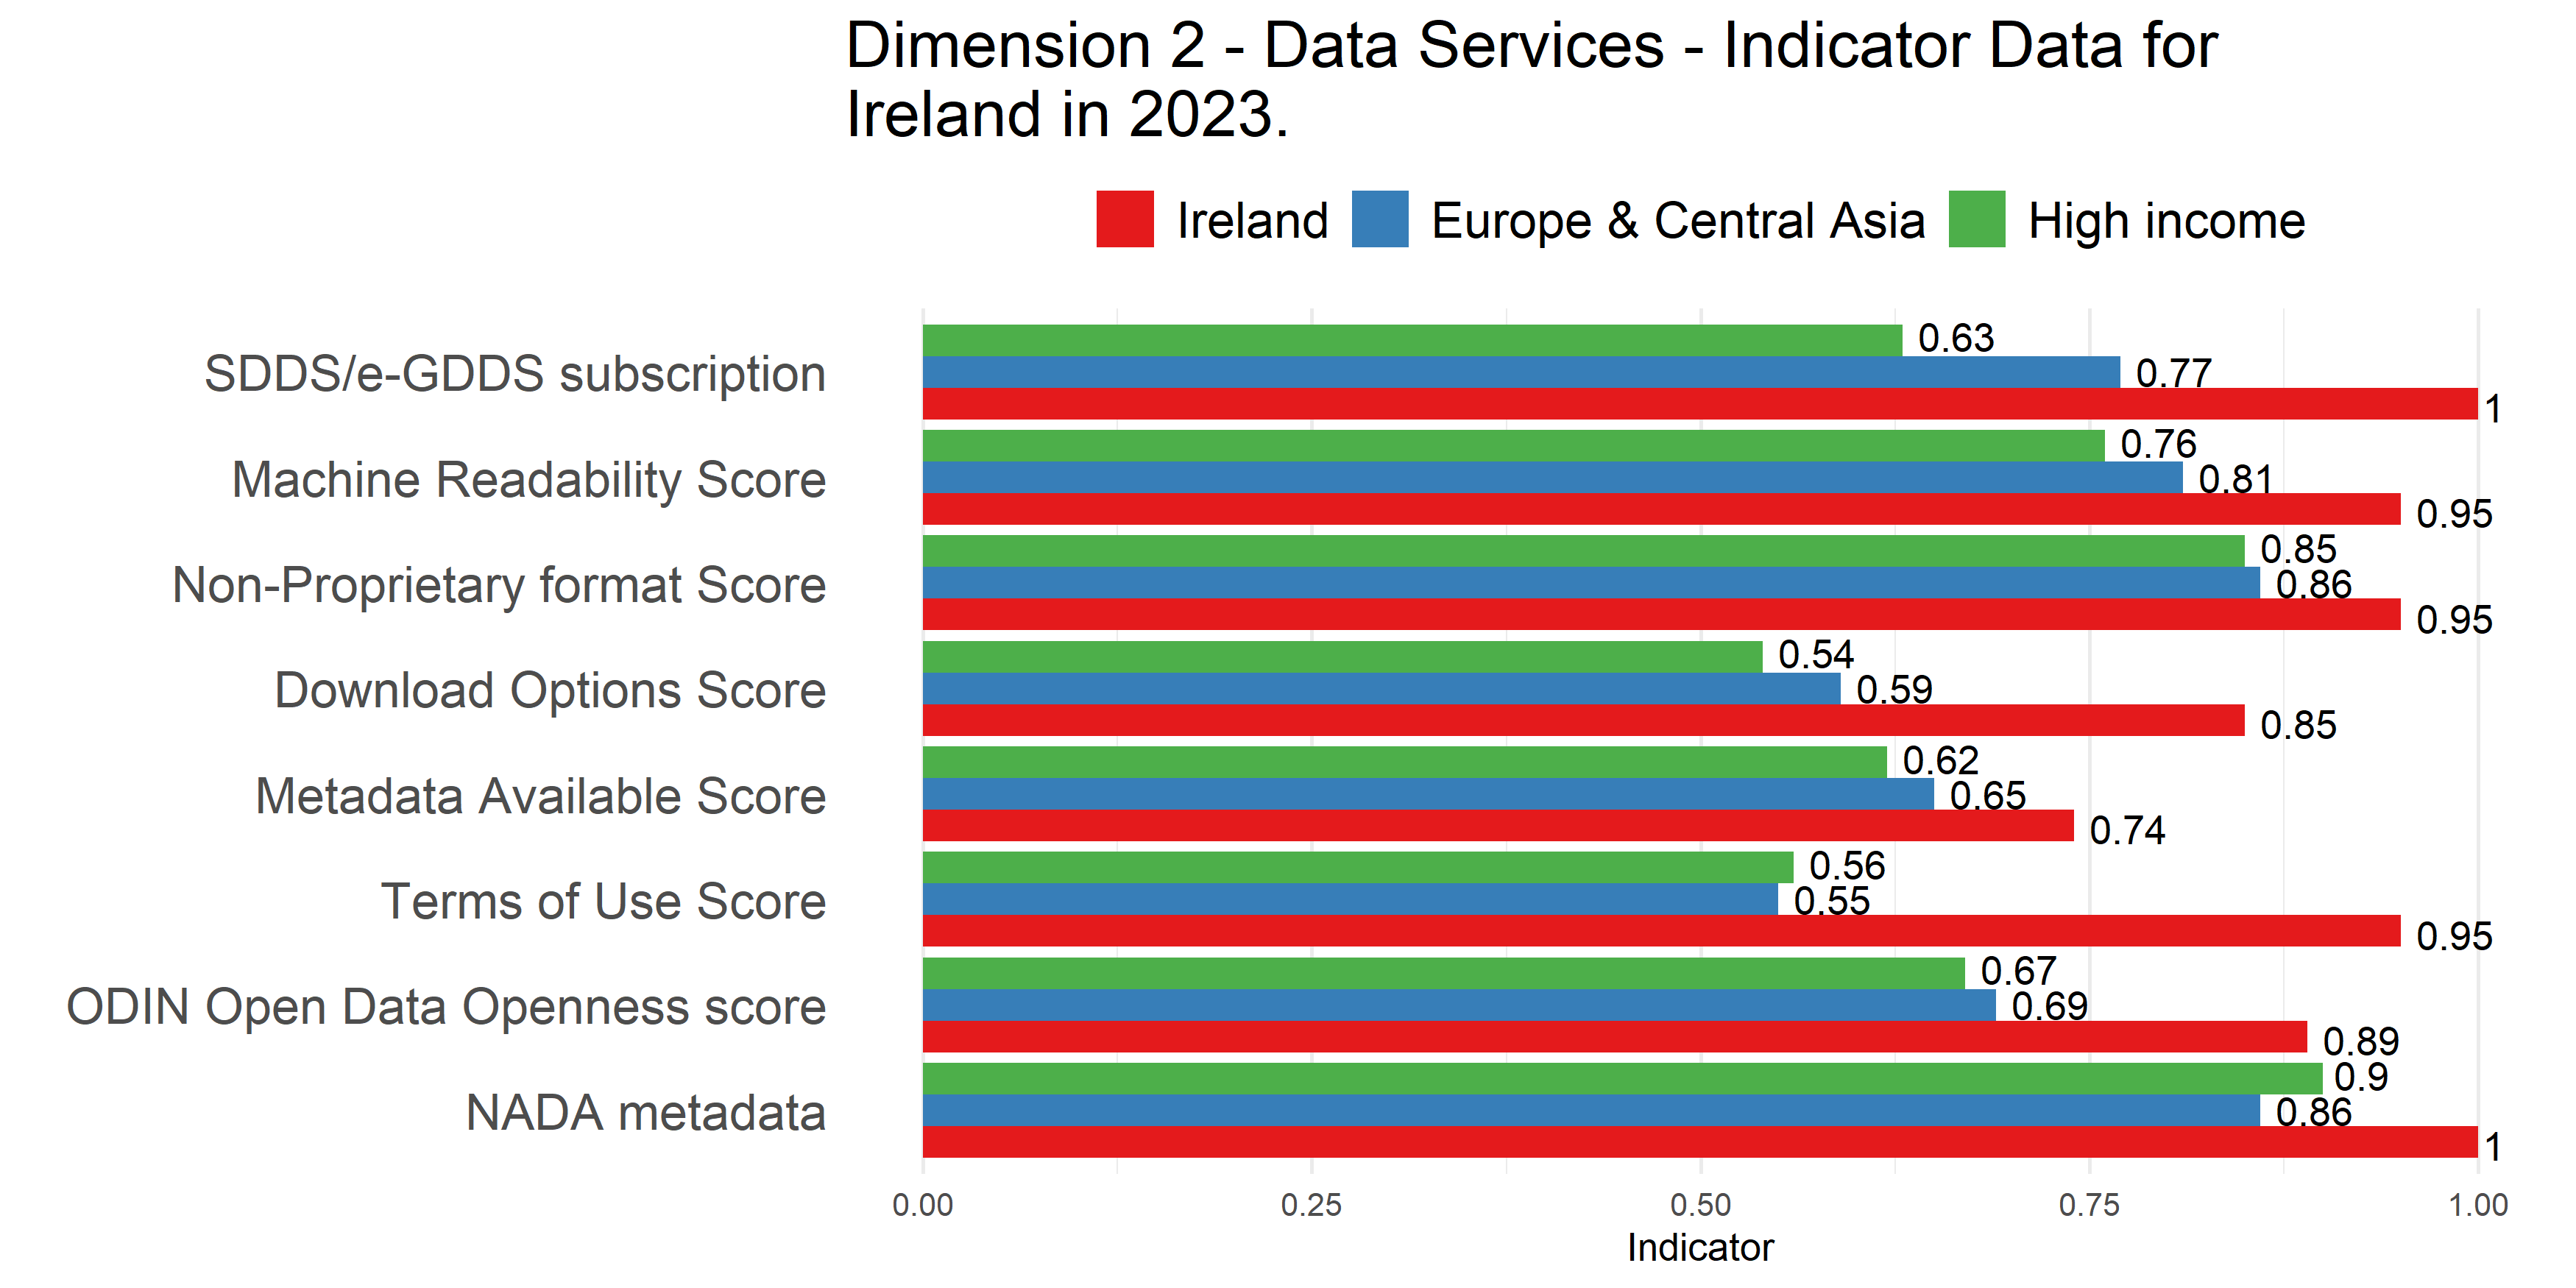 Dimension 2 - Data Services - Indicator Data for
Ireland in 2023.
Ireland
Europe & Central Asia
High income
SDDS/e-GDDS subscription
0.63
0.77
1
Machine Readability Score
0.76
0.81
0.95
Non-Proprietary format Score
0.85
0.86
0.95
Download Options Score
0.54
0.59
0.85
Metadata Available Score
0.62
0.65
0.74
Terms of Use Score
0.56
0.55
0.95
ODIN Open Data Openness score
0.67
0.69
0.89
NADA metadata
0.9
0.86
1
0.00
0.25
0.50
0.75
1.00
Indicator